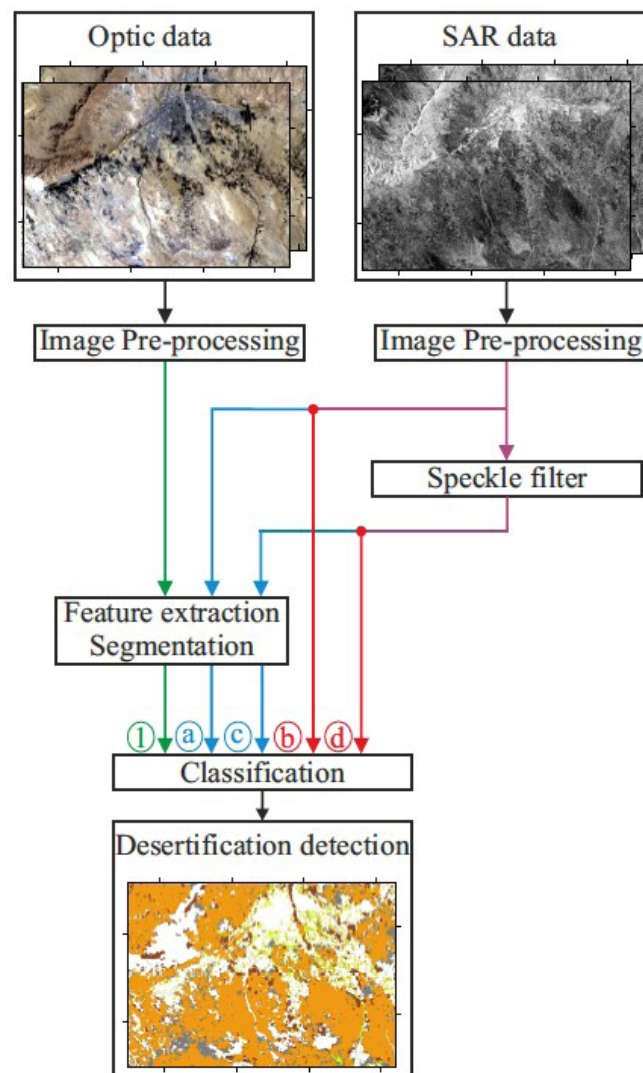 Optic data
SAR data
Image Pre-processing
Image Pre-processing
Speckle filter
Feature extraction
Segmentation
1 a c b d
Classification
Desertification detection